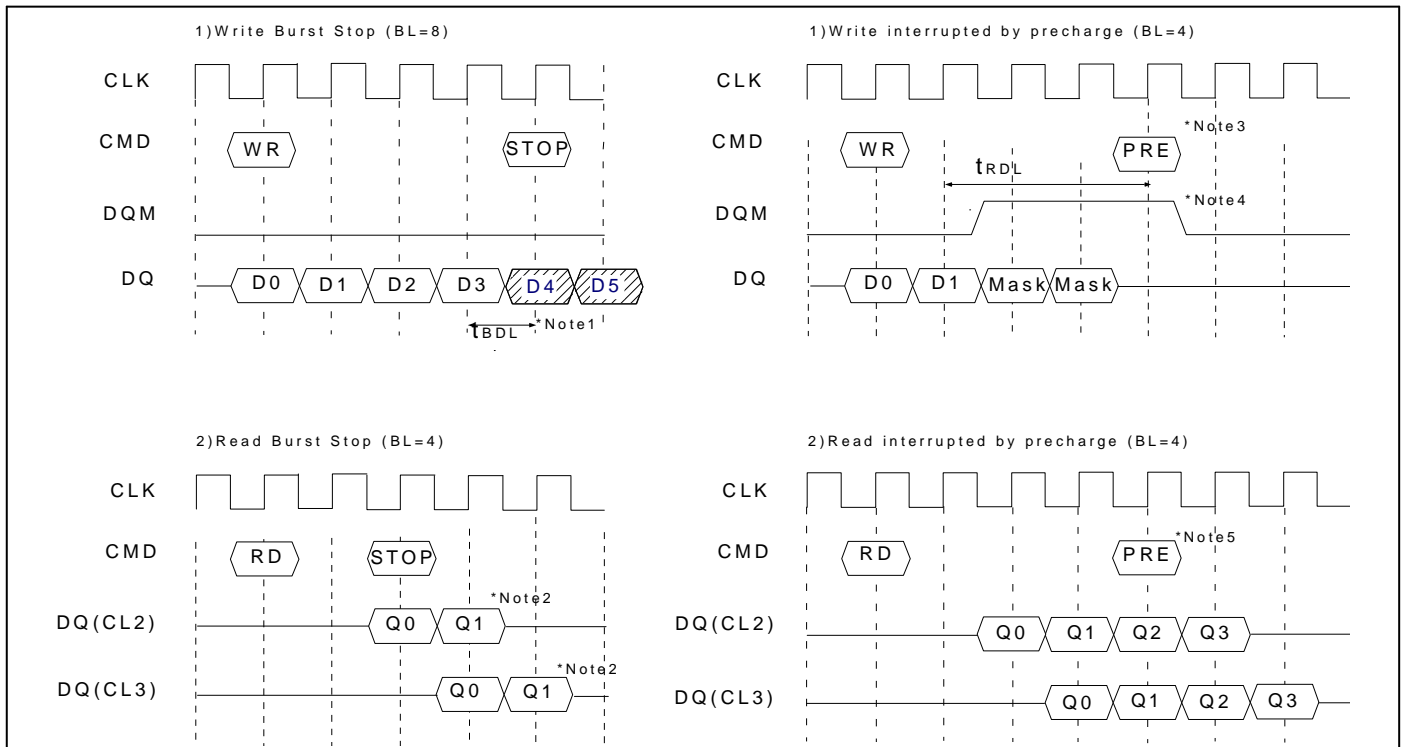 1)Write Burst Stop (BL=8)
CLK
CMD WR STOP
DQM
DQ D0 D1 D2 D3 D4 D5
tBDL *Note1
1)Write interrupted by precharge (BL=4)
CLK
*Note3
CMD WR PRE
tRDL
DQM *Note4
DQ D0 D1 Mask Mask
2)Read Burst Stop (BL=4)
CLK
CMD RD STOP
*Note2
DQ(CL2) Q0 Q1
*Note2
DQ(CL3) Q0 Q1
2)Read interrupted by precharge (BL=4)
CLK
*Note5
CMD RD PRE
DQ(CL2) Q0 Q1 Q2 Q3
DQ(CL3) Q0 Q1 Q2 Q3